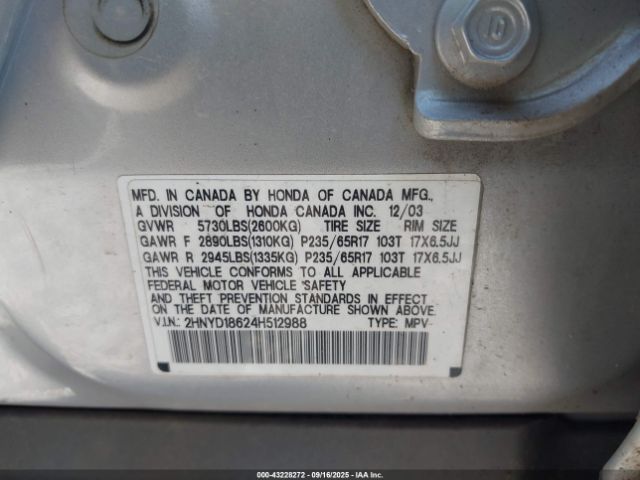 10
MFD. IN CANADA BY HONDA OF CANADA MFG.,
A DIVISION OF HONDA CANADA INC. 12/03
GVWR 5730LBS(2600KG) TIRE SIZE RIM SIZE
GAWR F 2890LBS(1310KG) P235/65R17 103T 17X6.5JJ
GAWR R 2945LBS(1335KG) P235/65R17 103T 17X6.5JJ
THIS VEHICLE CONFORMS TO ALL APPLICABLE
FEDERAL MOTOR VEHICLE SAFETY
AND THEFT PREVENTION STANDARDS IN EFFECT
ON THE DATE OF MANUFACTURE SHOWN ABOVE.
V.I.N.: 2HNYD18624H512988 TYPE: MPV
000-43228272 - 09/16/2025 - IAA Inc.